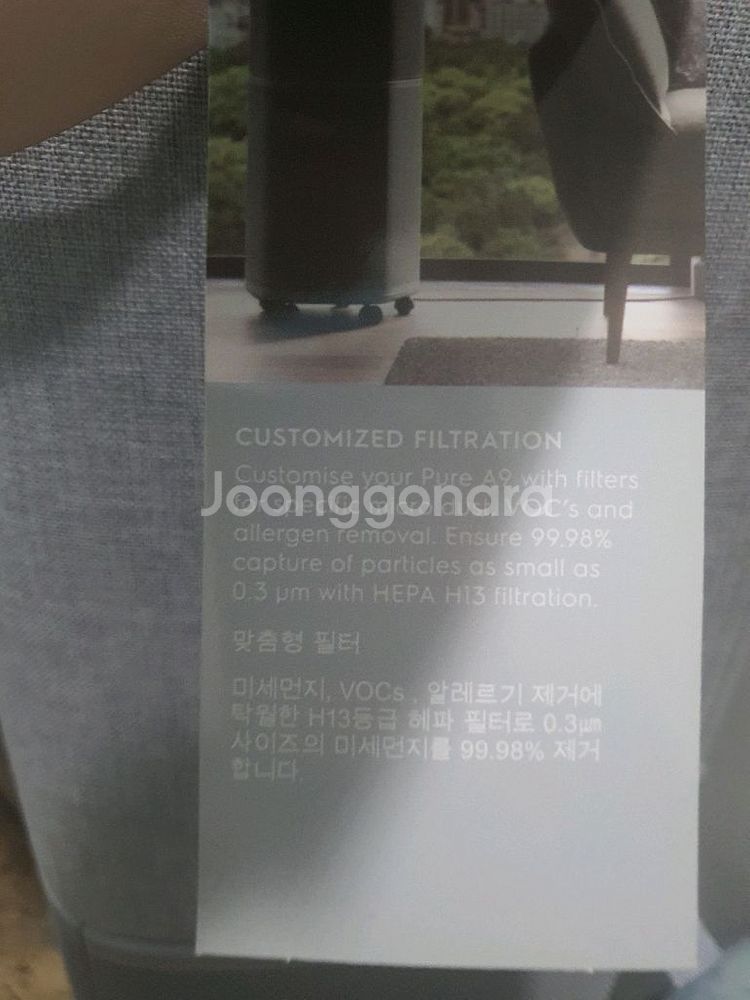 CUSTOMIZED FILTRATION
Customise your Pure A9 with filters
and
allergen removal. Ensure 99.98%
capture of particles as small as
0.3 µm with HEPA H13 filtration.
맞춤형 필터
미세먼지, VOCs , 알레르기 제거에
탁월한 H13등급 헤파 필터로 0.3㎛
사이즈의 미세먼지를 99.98% 제거
합니다.
Joonggonara